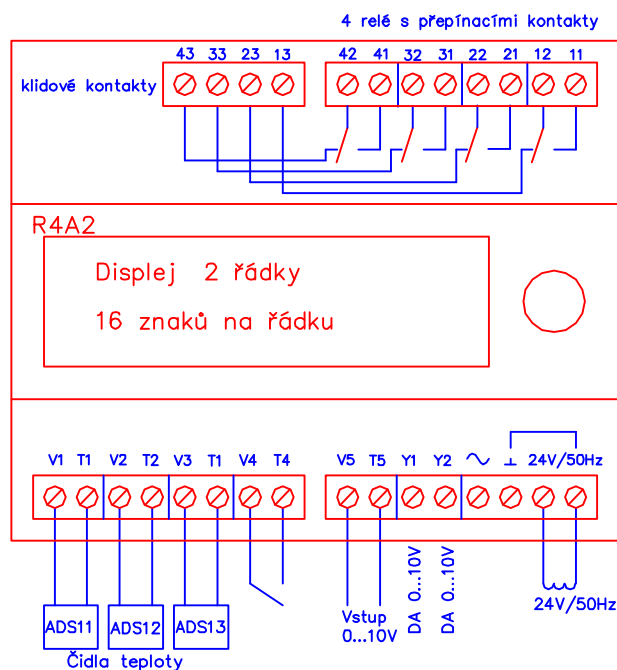 4 relé s přepínacími kontakty
43 33 23 13 42 41 32 31 22 21 12 11
klidové kontakty
R4A2
Displej 2 řádky
16 znaků na řádku
V1 T1 V2 T2 V3 T1 V4 T4 V5 T5 Y1 Y2 24V/50Hz
DA 0...10V
DA 0...10V
24V/50Hz
Vstup
0...10V
ADS11 ADS12 ADS13
Čidla teploty